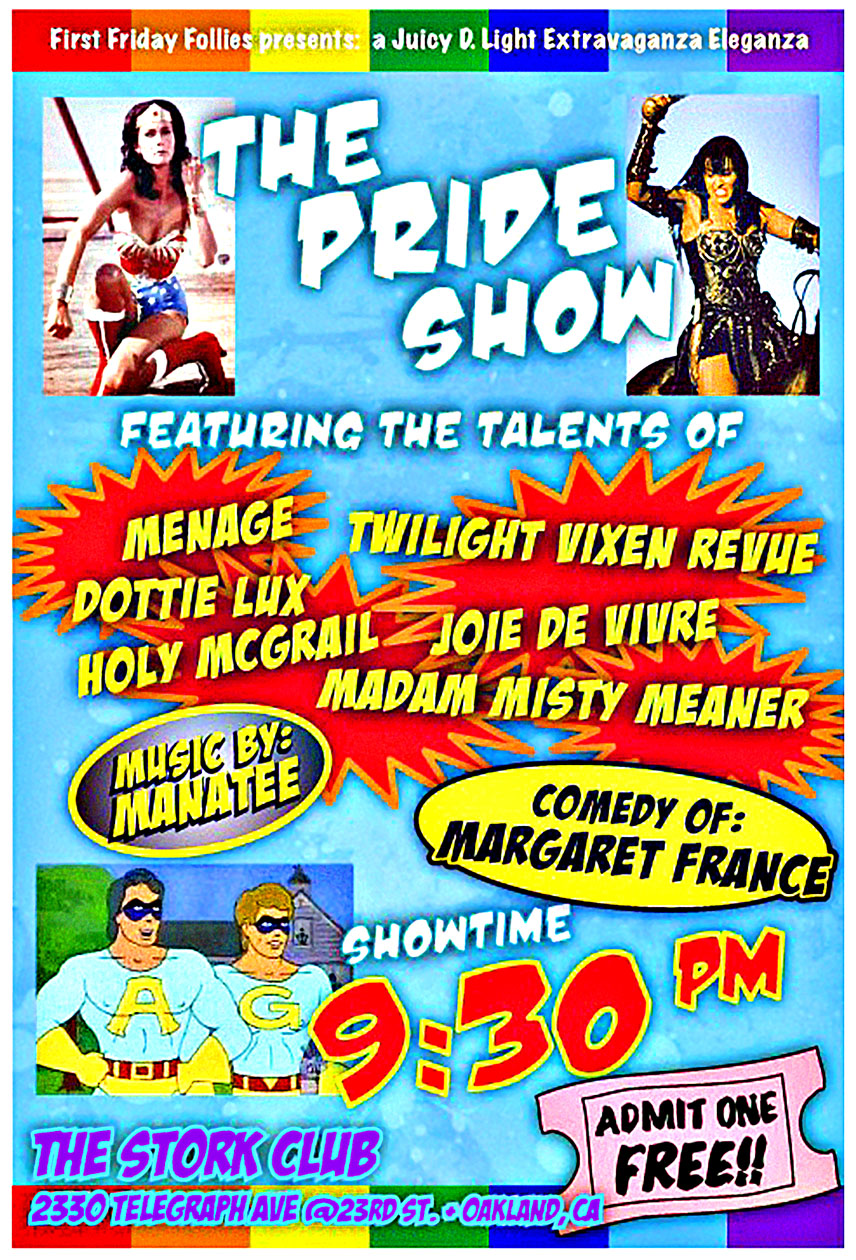 First Friday Follies presents: a Juicy D. Light Extravaganza Eleganza
THE
PRIDE
SHOW
FEATURING THE TALENTS OF
MENAGE
TWILIGHT VIXEN REVUE
DOTTIE LUX
JOIE DE VIVRE
HOLY MCGRAIL
MADAM MISTY MEANER
MUSIC BY:
MANATEE
COMEDY OF:
MARGARET FRANCE
A G
SHOWTIME
9:30 PM
ADMIT ONE
FREE!!
THE STORK CLUB
2330 TELEGRAPH AVE @23RD ST. • OAKLAND, CA